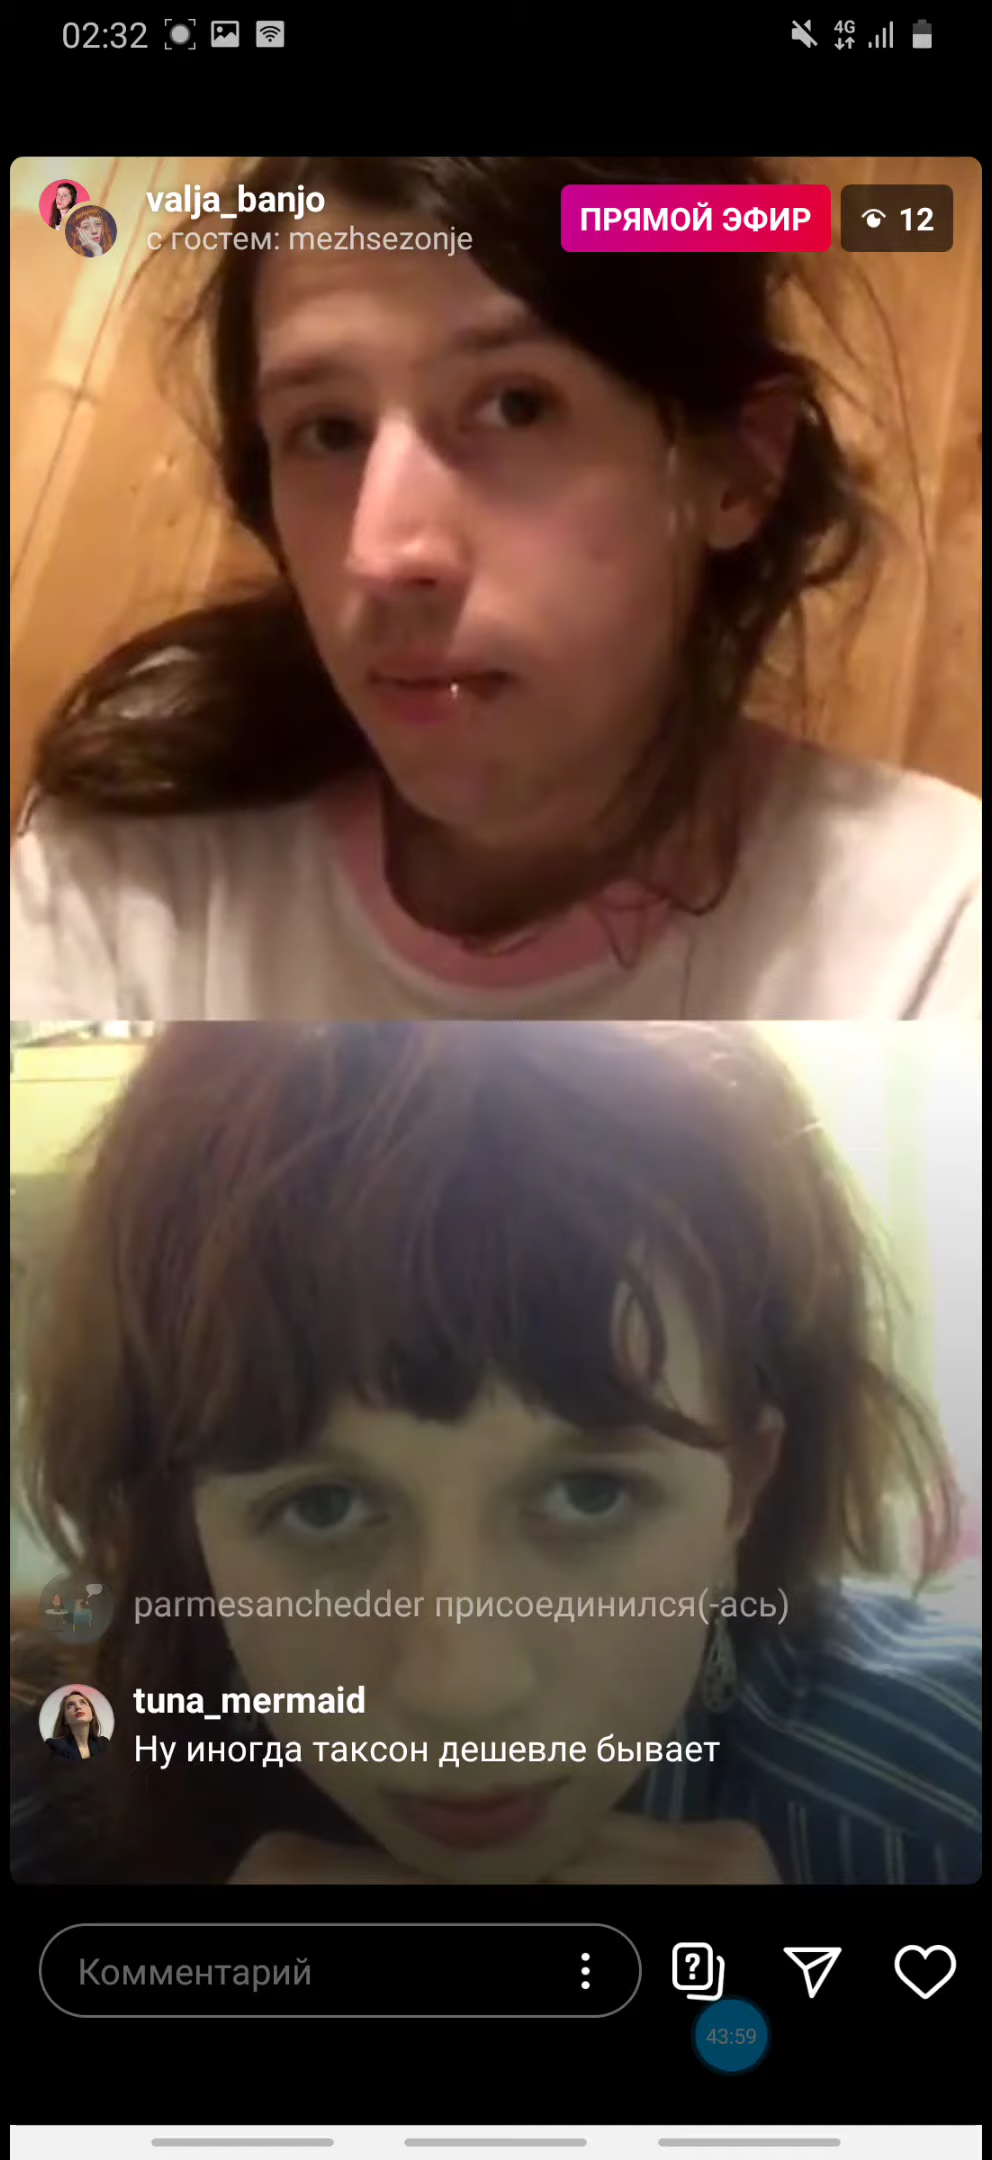 02:32
4G
valja_banjo
с гостем: mezhsezonje
ПРЯМОЙ ЭФИР
12
parmesanchedder присоединился(-ась)
tuna_mermaid
Ну иногда таксон дешевле бывает
Комментарий
?
43:59